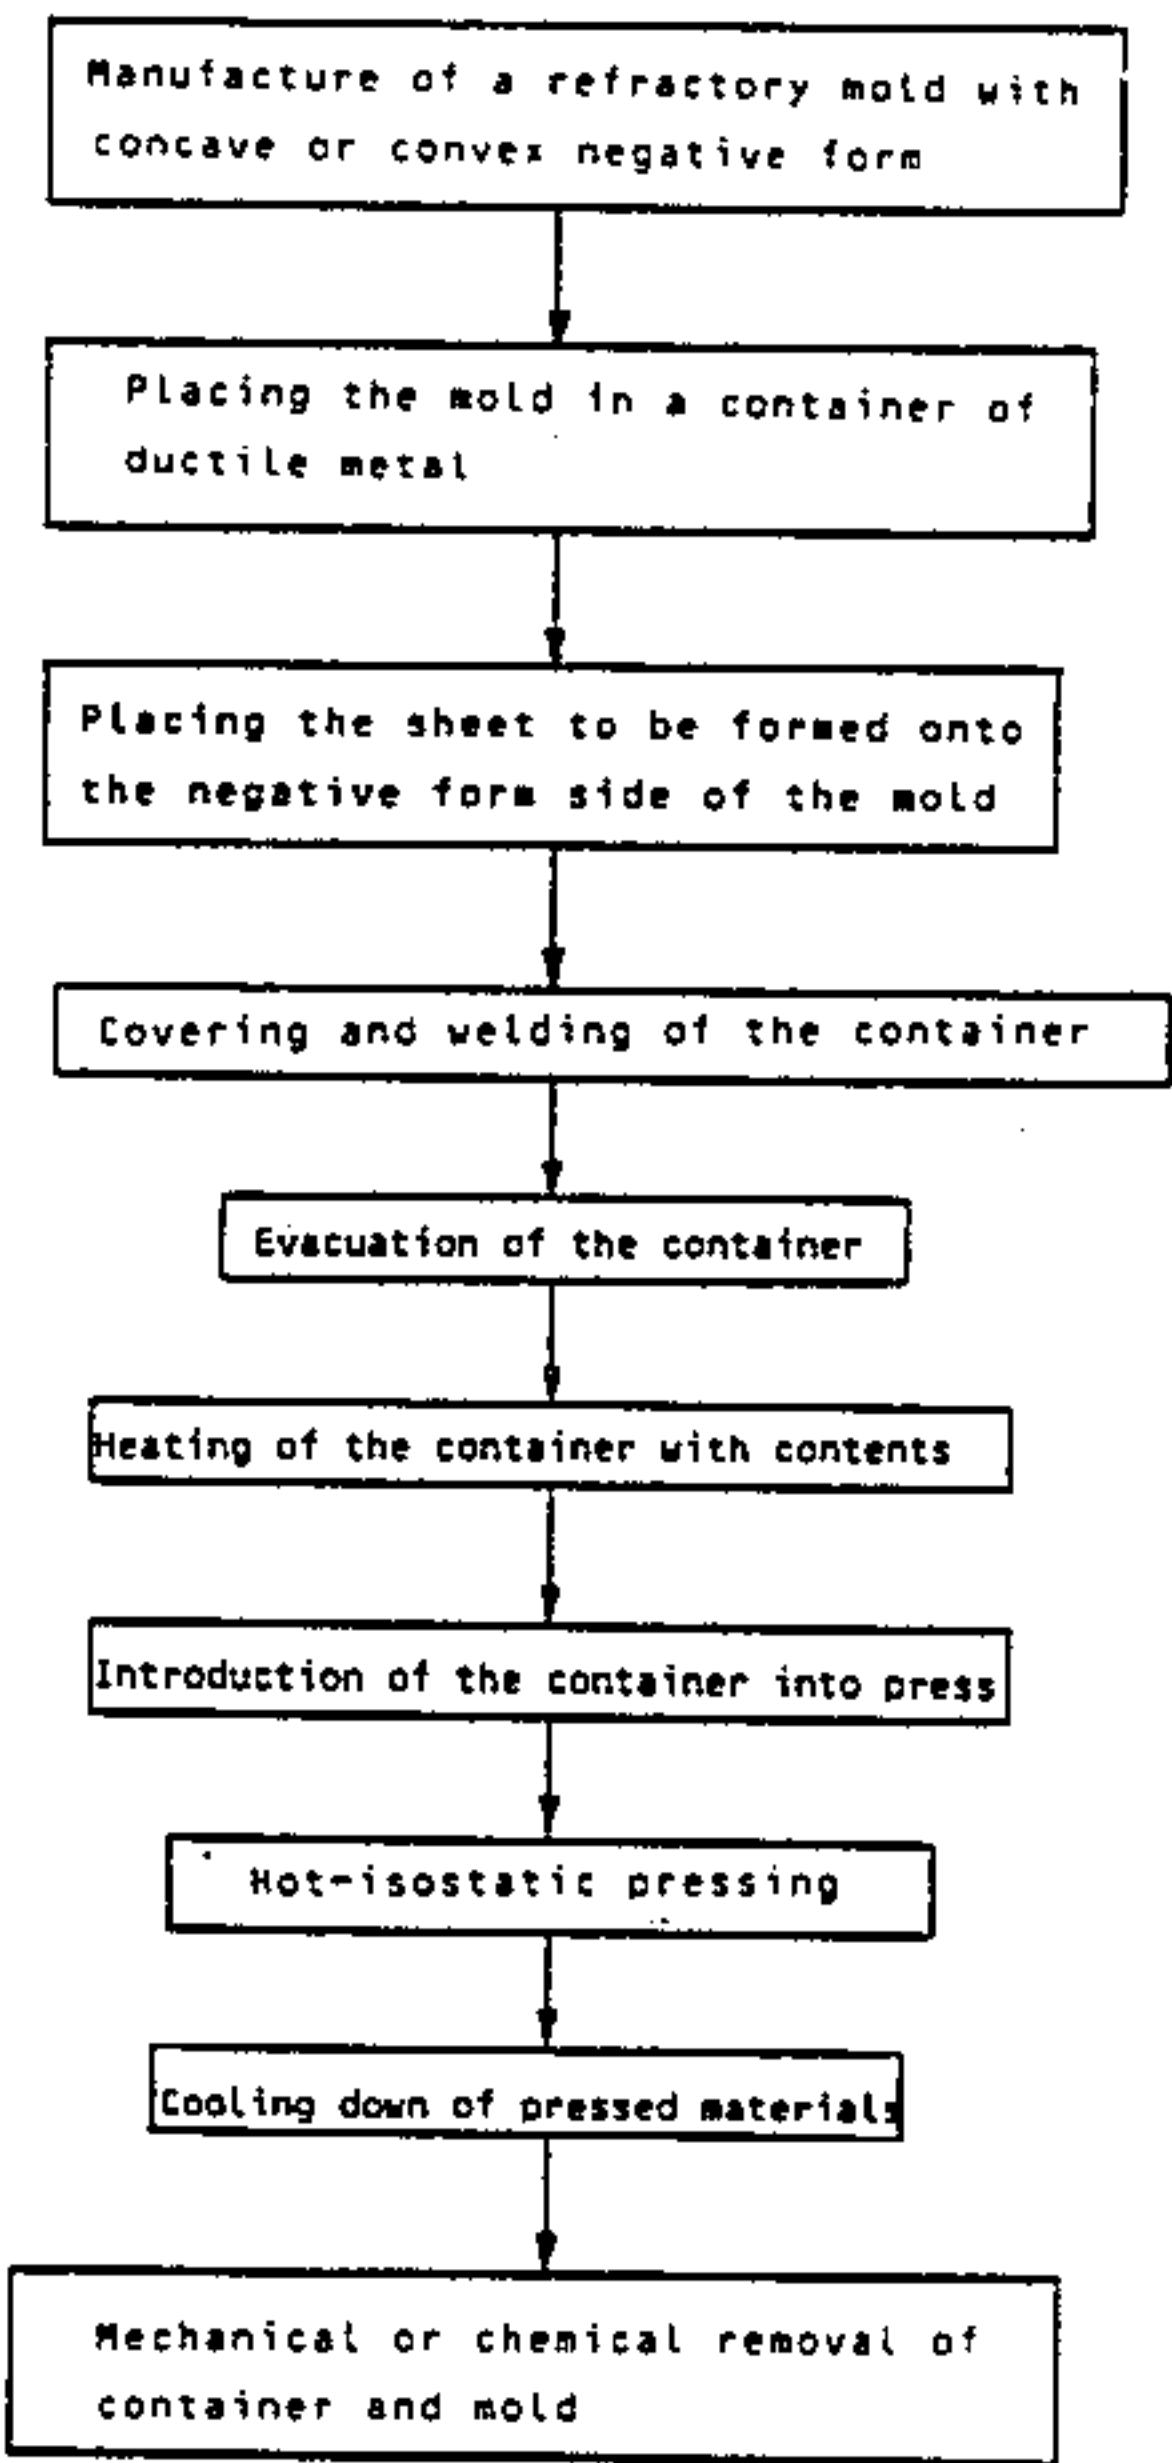 Manufacture of a refractory mold with
concave or convex negative form
Placing the mold in a container of
ductile metal
Placing the sheet to be formed onto
the negative form side of the mold
Covering and welding of the container
Evacuation of the container
Heating of the container with contents
Introduction of the container into press
Hot-isostatic pressing
Cooling down of pressed materials
Mechanical or chemical removal of
container and mold